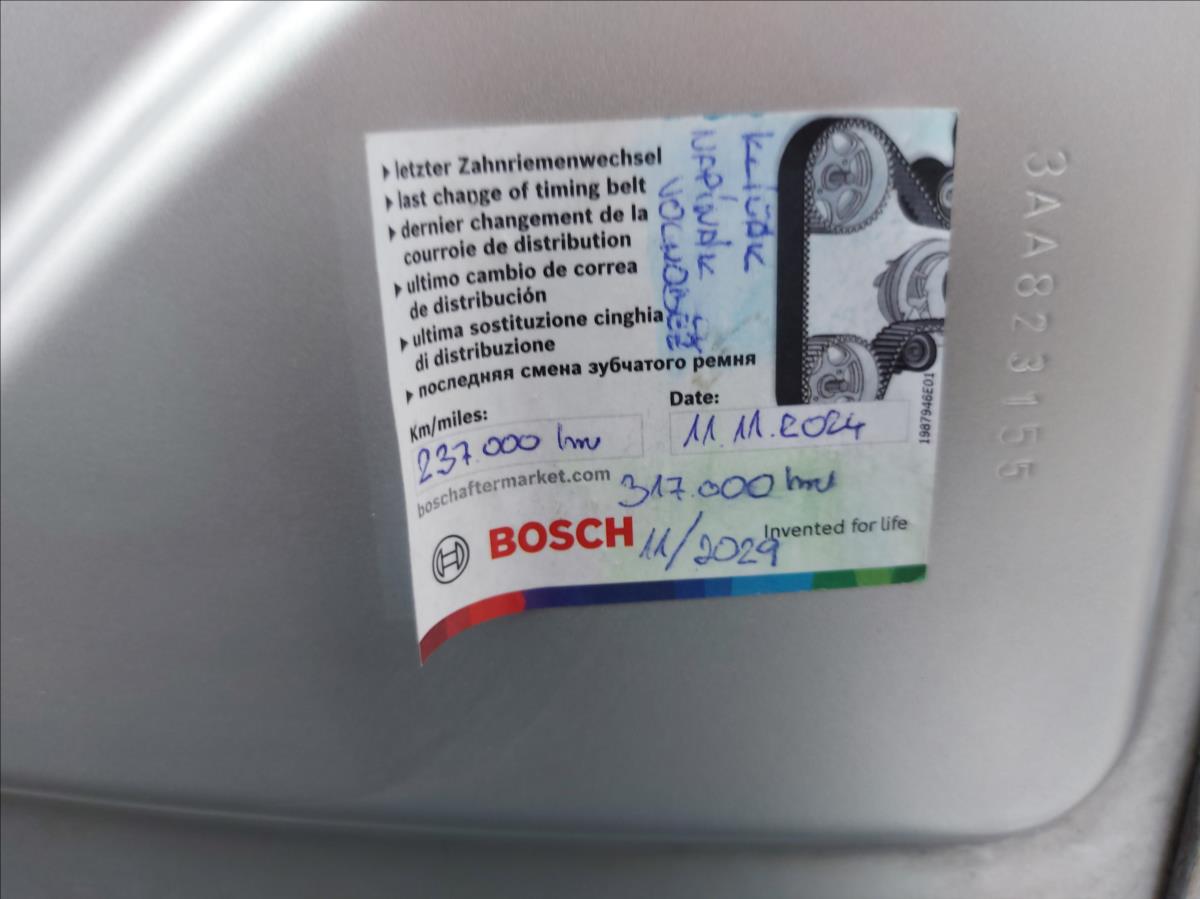 letzter Zahnriemenwechsel
last change of timing belt
dernier changement de la
courroie de distribution
ultimo cambio de correa
de distribución
ultima sostituzione cinghia
di distribuzione
последняя смена зубчатого ремня
NAPÍNÁK
Km/miles:
237.000 km
Date:
11.11.2024
boschaftermarket.com
317.000 km
BOSCH
11/2029
Invented for life
1987946E01
3AA823155